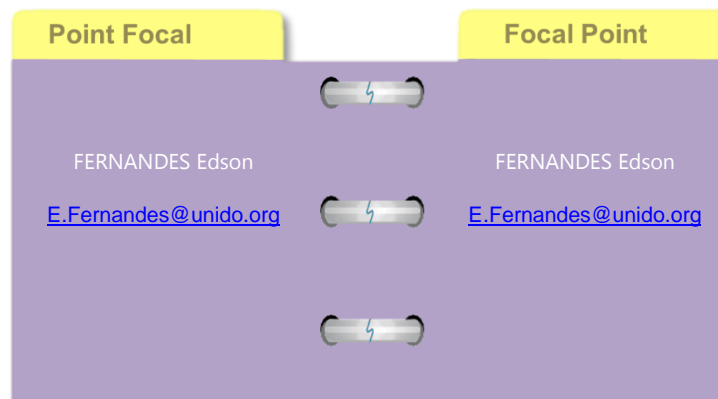 Point Focal
FERNANDES Edson
E.Fernandes@unido.org
Focal Point
FERNANDES Edson
E.Fernandes@unido.org